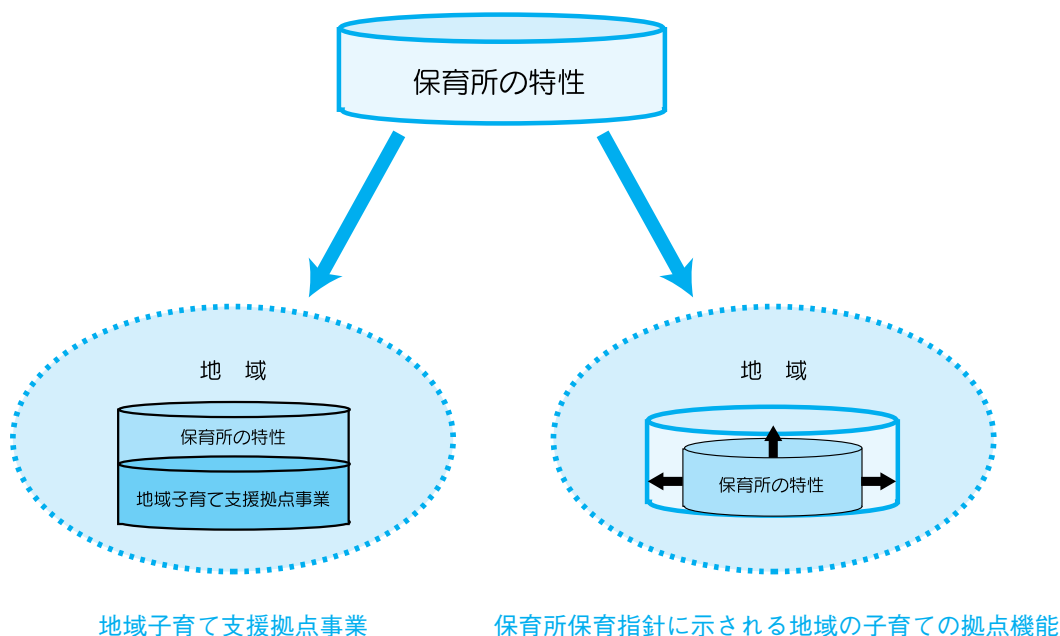 保育所の特性
地　域
保育所の特性
地域子育て支援拠点事業
地　域
保育所の特性
地域子育て支援拠点事業
保育所保育指針に示される地域の子育ての拠点機能